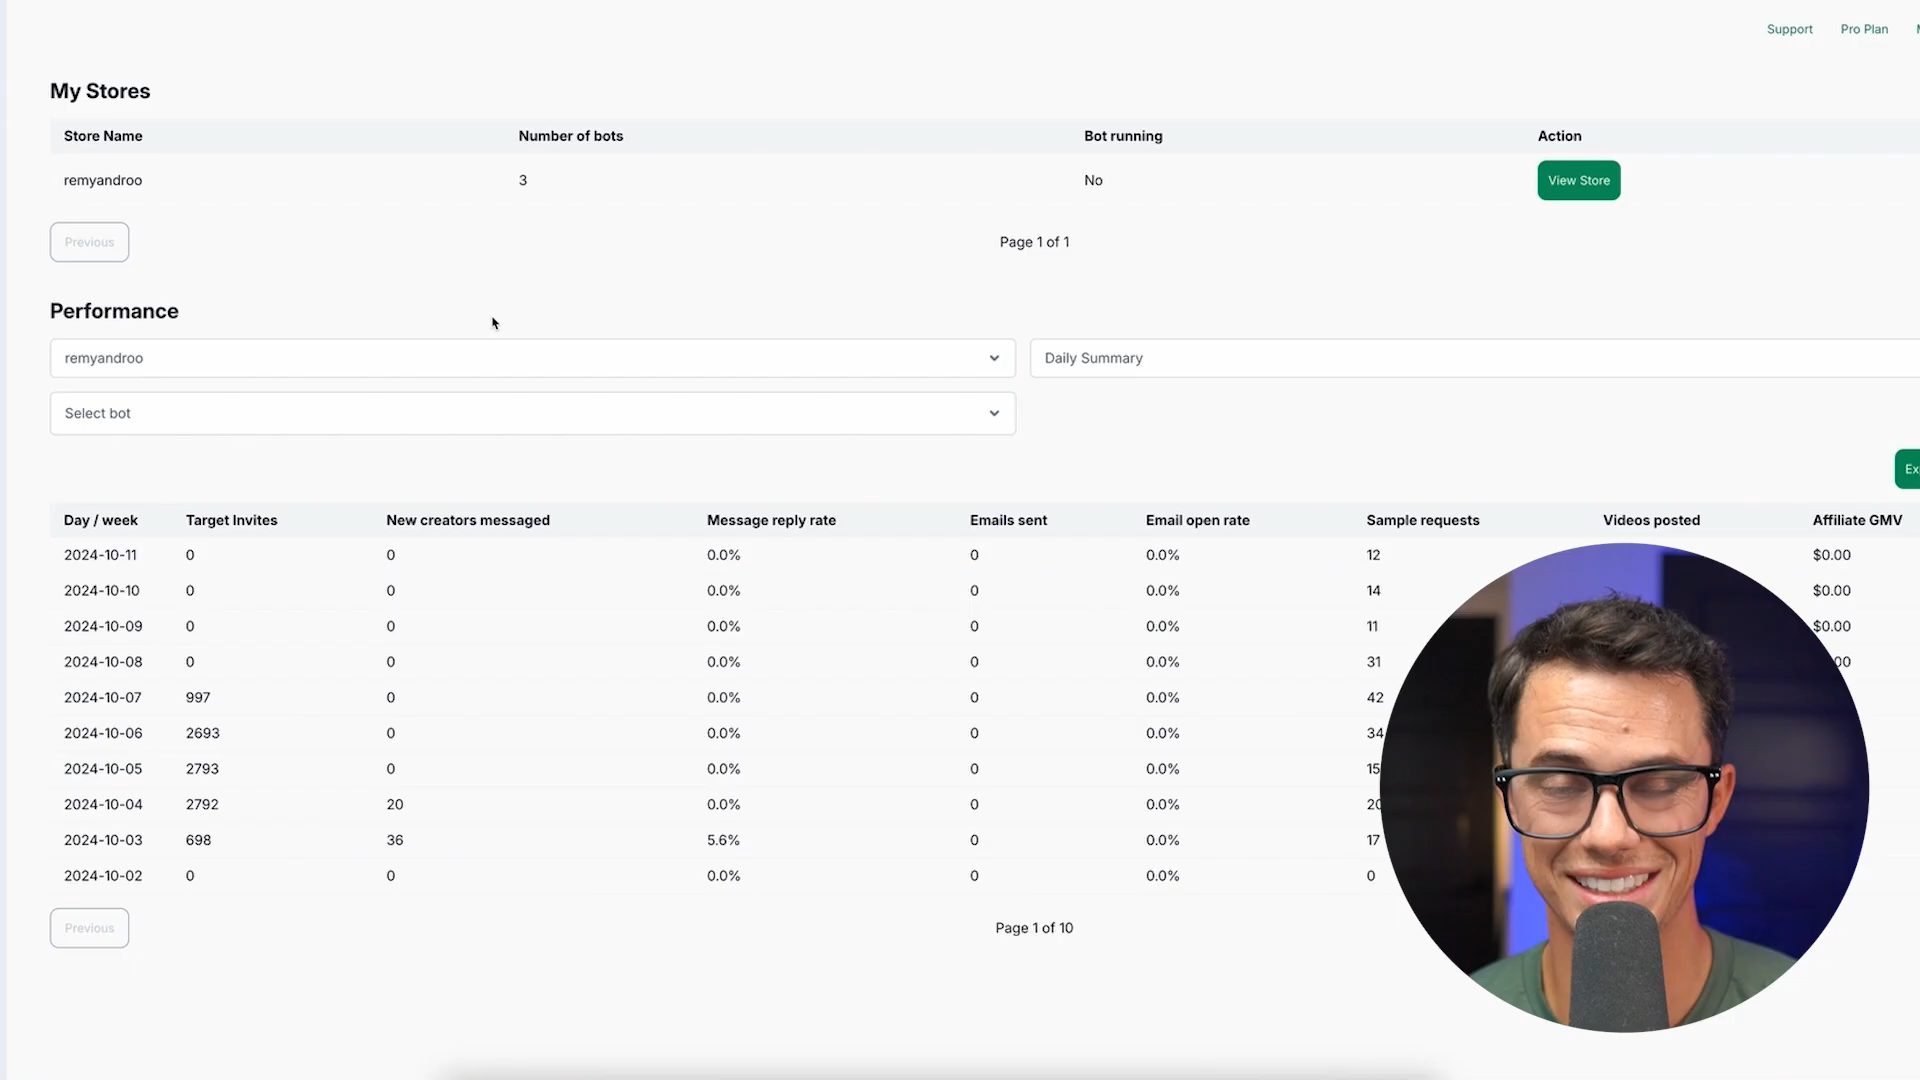 Support Pro Plan
My Stores
Store Name Number of bots Bot running Action
remyandroo 3 No View Store
Previous Page 1 of 1
Performance
remyandroo Daily Summary
Select bot
Day / week Target Invites New creators messaged Message reply rate Emails sent Email open rate Sample requests Videos posted Affiliate GMV
2024-10-11 0 0 0.0% 0 0.0% 12 $0.00
2024-10-10 0 0 0.0% 0 0.0% 14 $0.00
2024-10-09 0 0 0.0% 0 0.0% 11 $0.00
2024-10-08 0 0 0.0% 0 0.0% 31
2024-10-07 997 0 0.0% 0 0.0% 42
2024-10-06 2693 0 0.0% 0 0.0% 34
2024-10-05 2793 0 0.0% 0 0.0% 15
2024-10-04 2792 20 0.0% 0 0.0% 20
2024-10-03 698 36 5.6% 0 0.0% 17
2024-10-02 0 0 0.0% 0 0.0% 0
Previous Page 1 of 10